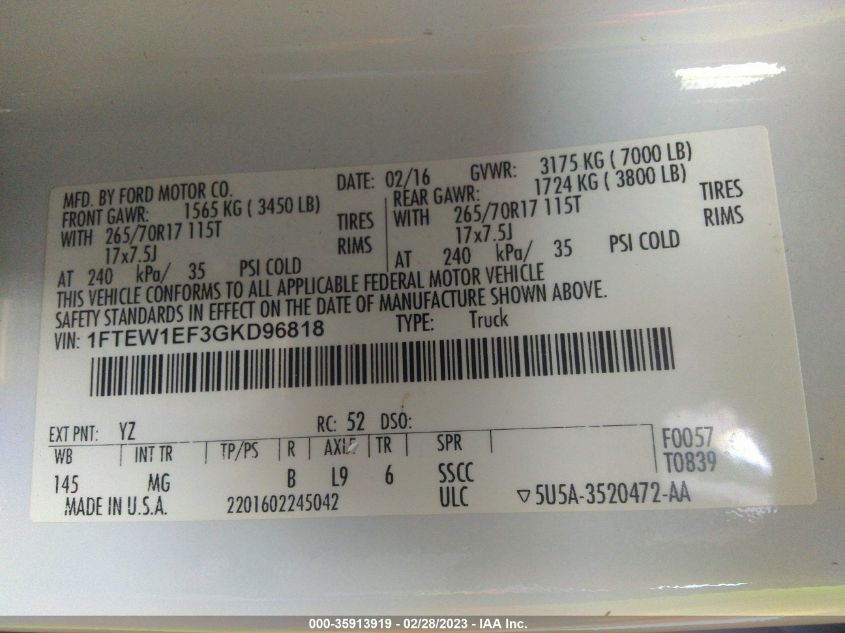 MFD. BY FORD MOTOR CO. DATE: 02/16 GVWR: 3175 KG ( 7000 LB)
FRONT GAWR: 1565 KG ( 3450 LB) REAR GAWR: 1724 KG ( 3800 LB)
WITH 265/70R17 115T TIRES WITH 265/70R17 115T TIRES
17x7.5J RIMS 17x7.5J RIMS
AT 240 kPa/ 35 PSI COLD AT 240 kPa/ 35 PSI COLD
THIS VEHICLE CONFORMS TO ALL APPLICABLE FEDERAL MOTOR VEHICLE
SAFETY STANDARDS IN EFFECT ON THE DATE OF MANUFACTURE SHOWN ABOVE.
VIN: 1FTEW1EF3GKD96818 TYPE: Truck
EXT PNT: YZ RC: 52 DSO:
WB INT TR TP/PS R AXLE TR SPR F0057
145 MG B L9 6 SSCC T0839
MADE IN U.S.A. 2201602245042 ULC ▽5U5A-3520472-AA
000-35913919 - 02/28/2023 - IAA Inc.